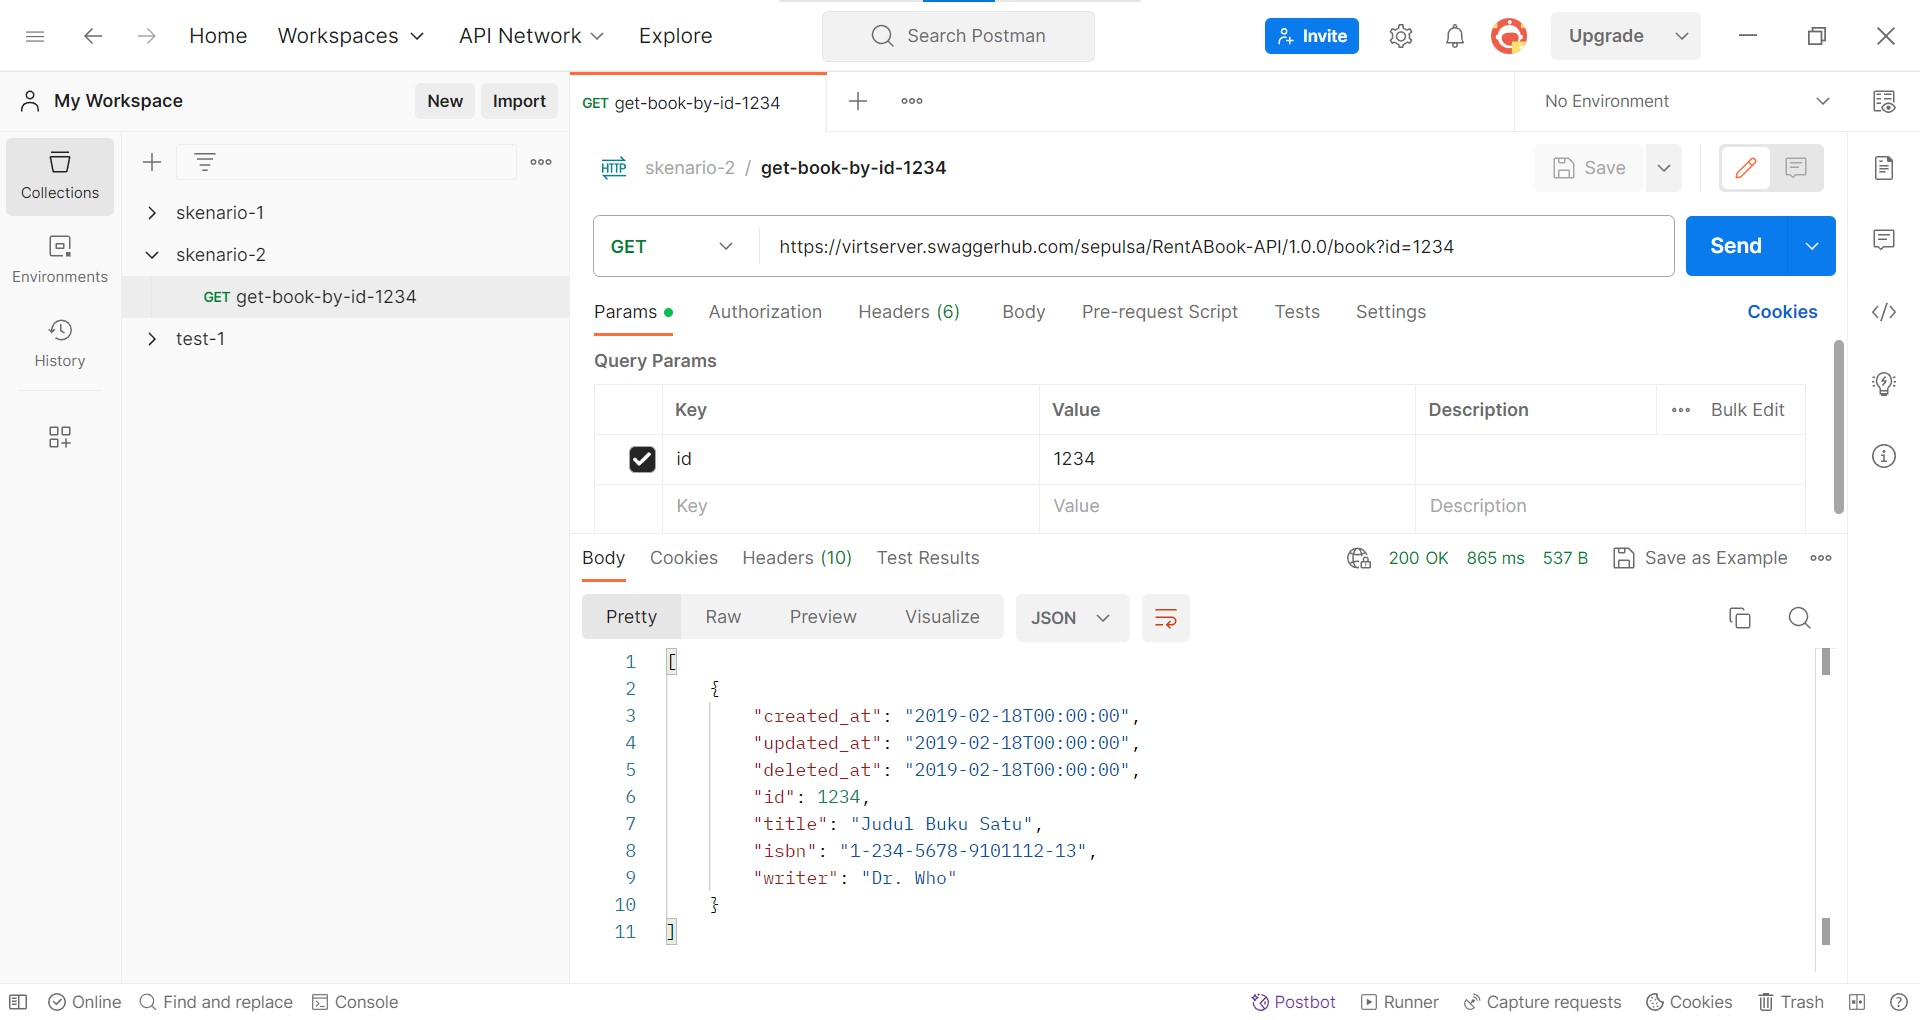 Home Workspaces API Network Explore Search Postman Invite Upgrade
My Workspace New Import GET get-book-by-id-1234 No Environment
Collections
Environments
History
skenario-1
skenario-2
GET get-book-by-id-1234
test-1
HTTP skenario-2 / get-book-by-id-1234 Save
GET https://virtserver.swaggerhub.com/sepulsa/RentABook-API/1.0.0/book?id=1234 Send
Params Authorization Headers (6) Body Pre-request Script Tests Settings Cookies
Query Params
Key Value Description Bulk Edit
id 1234
Key Value Description
Body Cookies Headers (10) Test Results 200 OK 865 ms 537 B Save as Example
Pretty Raw Preview Visualize JSON
1 [
2 {
3 "created_at": "2019-02-18T00:00:00",
4 "updated_at": "2019-02-18T00:00:00",
5 "deleted_at": "2019-02-18T00:00:00",
6 "id": 1234,
7 "title": "Judul Buku Satu",
8 "isbn": "1-234-5678-9101112-13",
9 "writer": "Dr. Who"
10 }
11 ]
Online Find and replace Console Postbot Runner Capture requests Cookies Trash